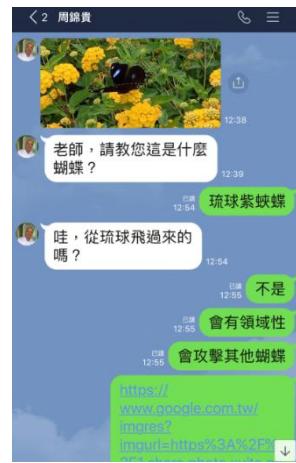 2 周錦貴
12:38
老師，請教您這是什麼
蝴蝶？
12:39
已讀
12:54
琉球紫蛺蝶
哇，從琉球飛過來的
嗎？
12:54
已讀
12:55
不是
已讀
12:55
會有領域性
已讀
12:55
會攻擊其他蝴蝶
https://
www.google.com.tw/
imgres?
imgurl=https%3A%2F%